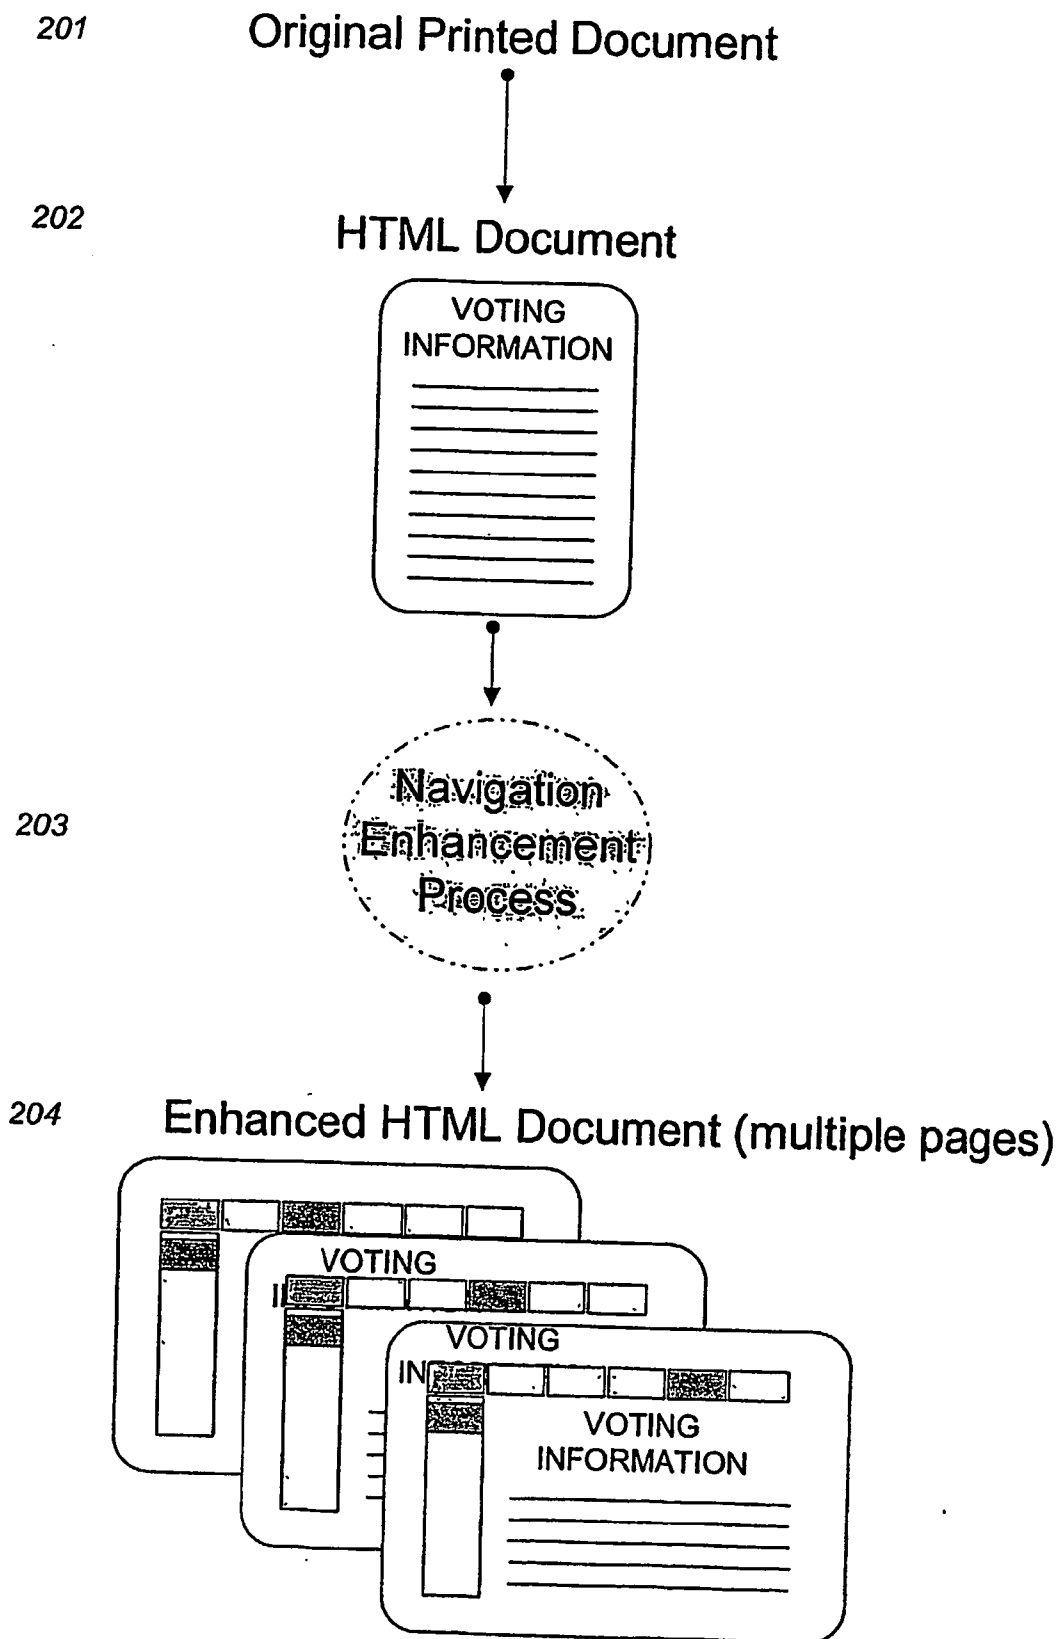 201 Original Printed Document
202 HTML Document
VOTING
INFORMATION
203
Navigation
Enhancement
Process
204 Enhanced HTML Document (multiple pages)
VOTING
VOTING
IN
VOTING
INFORMATION